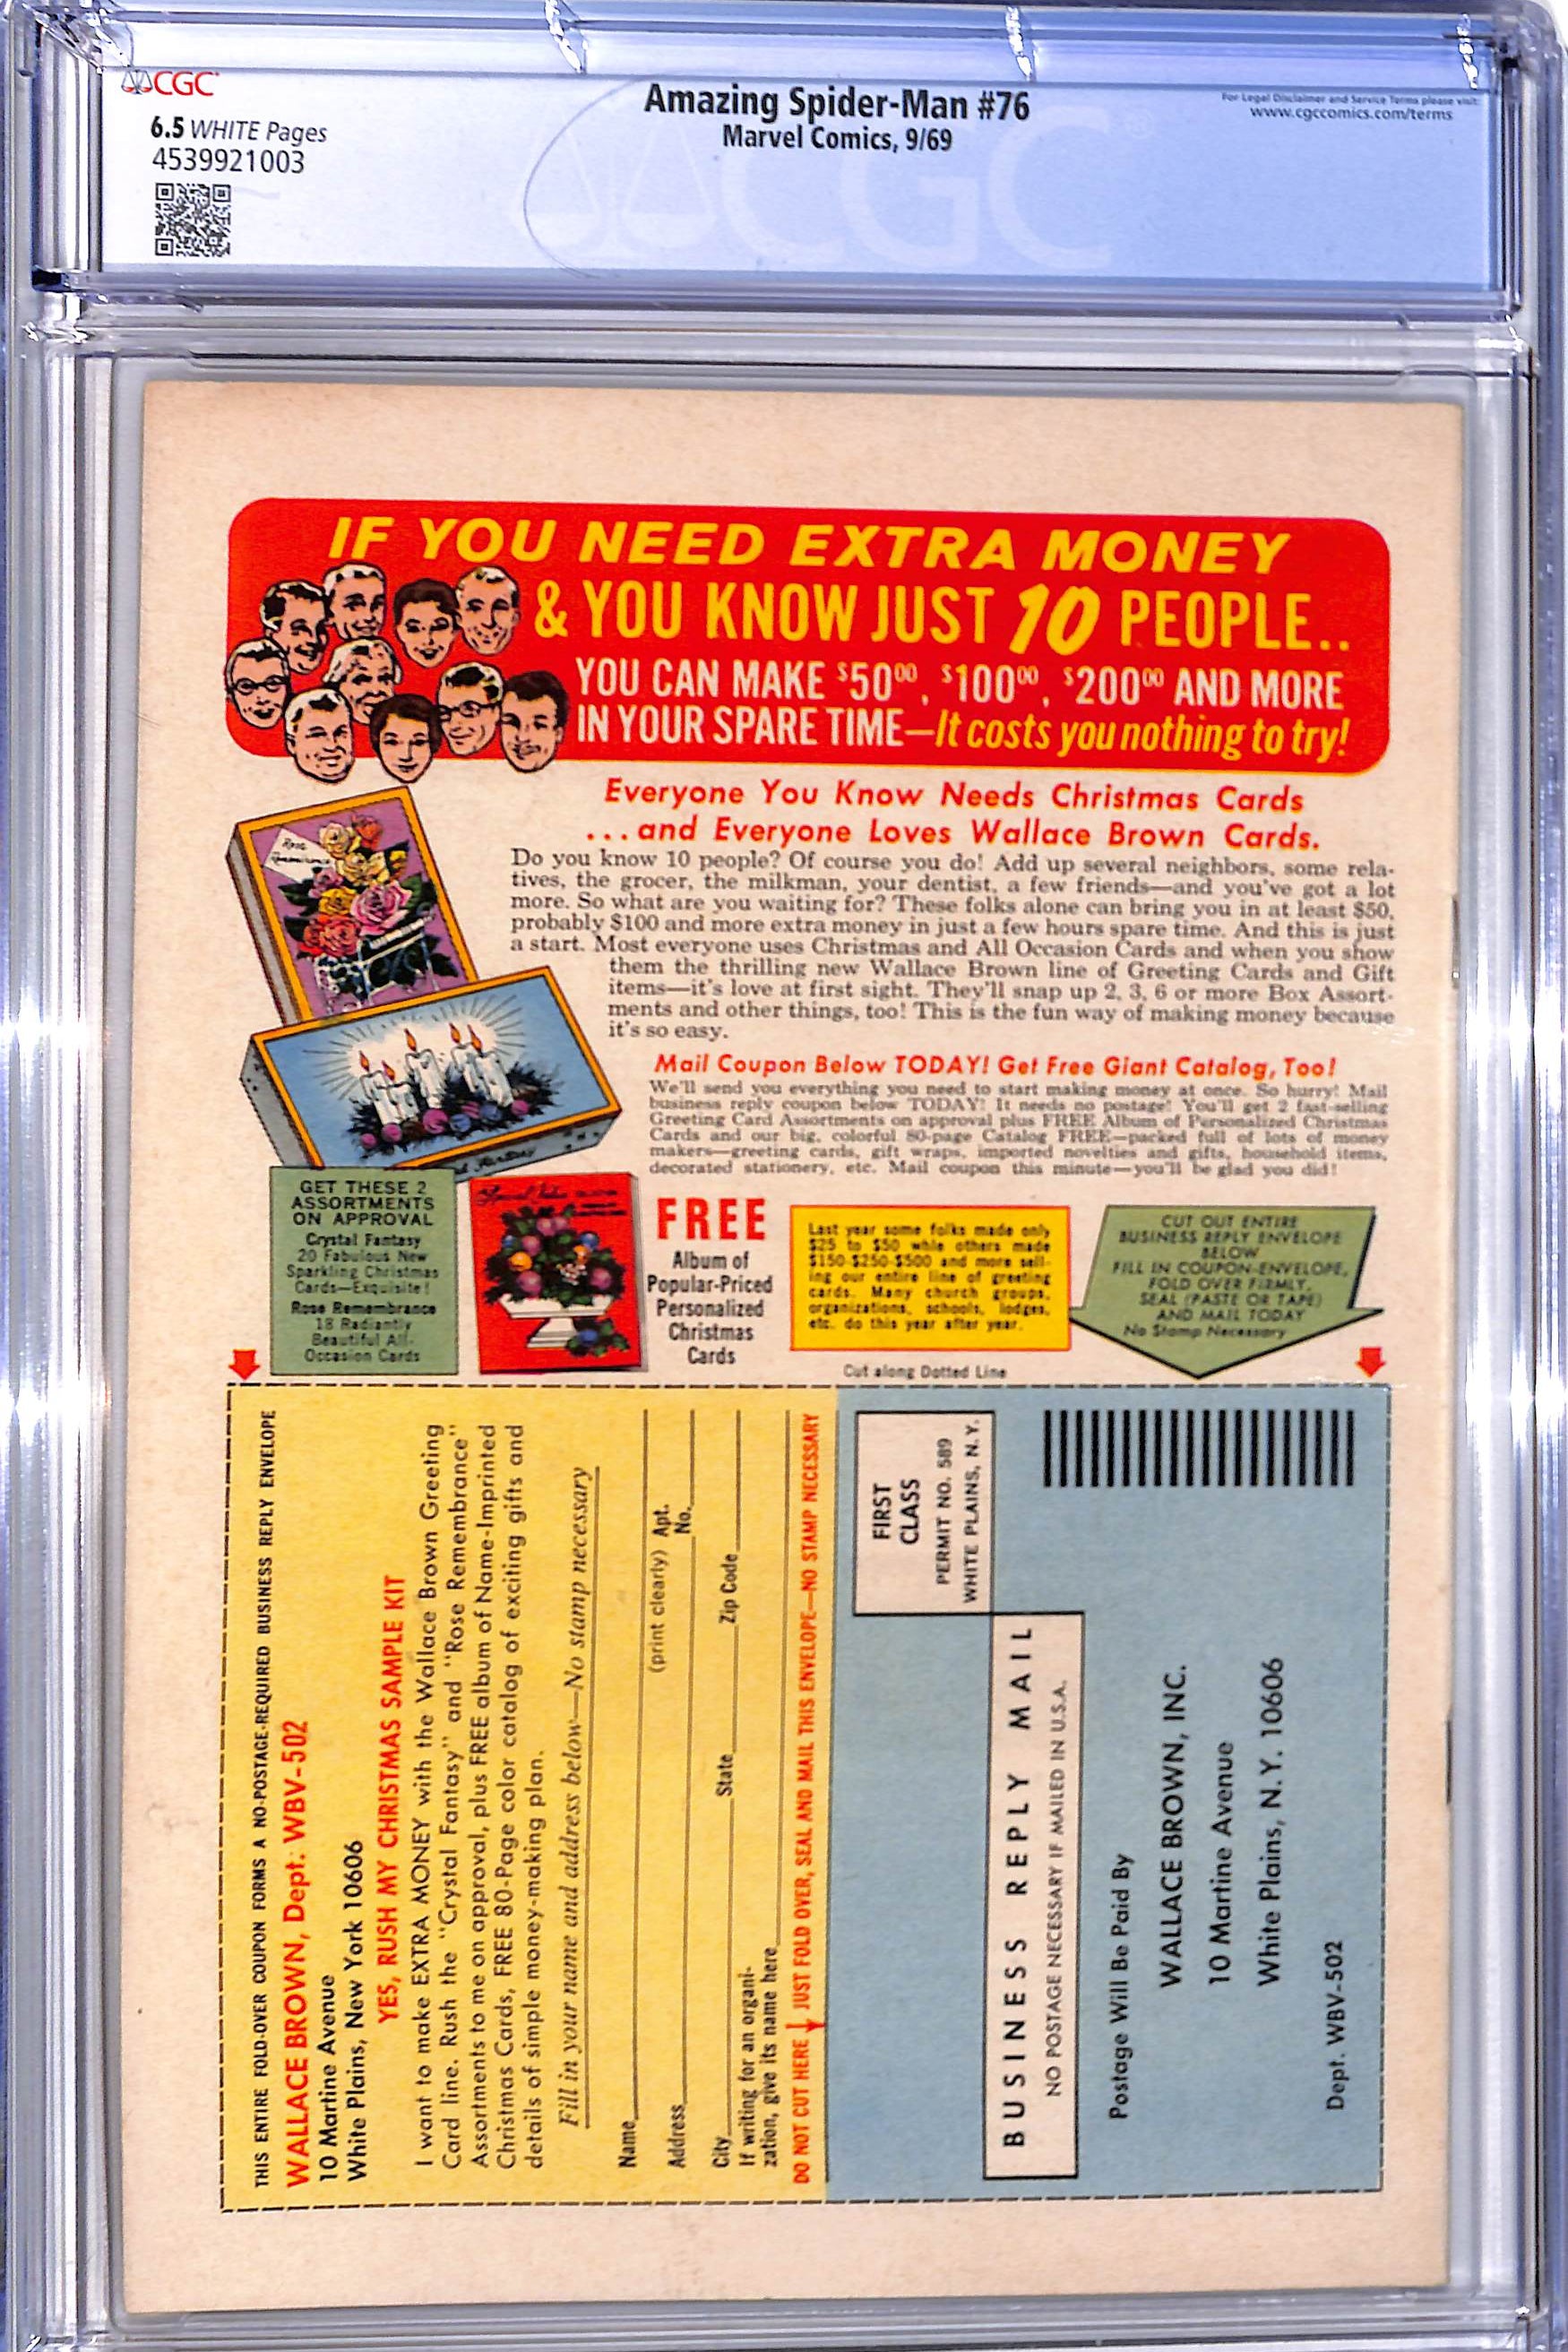 CGC
6.5 WHITE Pages
4539921003
Amazing Spider-Man #76
Marvel Comics, 9/69
For Legal Disclaimer and Service Terms please visit:
www.cgccomics.com/terms
CGC
IF YOU NEED EXTRA MONEY
& YOU KNOW JUST 10 PEOPLE..
YOU CAN MAKE $5000, $10000, $20000 AND MORE
IN YOUR SPARE TIME—It costs you nothing to try!
Everyone You Know Needs Christmas Cards
...and Everyone Loves Wallace Brown Cards.
Do you know 10 people? Of course you do! Add up several neighbors, some rela-
tives, the grocer, the milkman, your dentist, a few friends—and you've got a lot
more. So what are you waiting for? These folks alone can bring you in at least $50,
probably $100 and more extra money in just a few hours spare time. And this is just
a start. Most everyone uses Christmas and All Occasion Cards and when you show
them the thrilling new Wallace Brown line of Greeting Cards and Gift
items—it's love at first sight. They'll snap up 2, 3, 6 or more Box Assort-
ments and other things, too! This is the fun way of making money because
it's so easy.
Rose
Remembrance
Mail Coupon Below TODAY! Get Free Giant Catalog, Too!
We'll send you everything you need to start making money at once. So hurry! Mail
business reply coupon below TODAY! It needs no postage! You'll get 2 fast-selling
Greeting Card Assortments on approval plus FREE Album of Personalized Christmas
Cards and our big, colorful 80-page Catalog FREE—packed full of lots of money
makers—greeting cards, gift wraps, imported novelties and gifts, household items,
decorated stationery, etc. Mail coupon this minute—you'll be glad you did!
Fantasy
GET THESE 2
ASSORTMENTS
ON APPROVAL
Crystal Fantasy
20 Fabulous New
Sparkling Christmas
Cards—Exquisite!
Rose Remembrance
18 Radiantly
Beautiful All-
Occasion Cards
FREE
Album of
Popular-Priced
Personalized
Christmas
Cards
Last year some folks made only
$25 to $50 while others made
$150-$250-$500 and more sell-
ing our entire line of greeting
cards. Many church groups,
organizations, schools, lodges,
etc. do this year after year.
CUT OUT ENTIRE
BUSINESS REPLY ENVELOPE
BELOW
FILL IN COUPON-ENVELOPE,
FOLD OVER FIRMLY,
SEAL (PASTE OR TAPE)
AND MAIL TODAY
No Stamp Necessary
Cut along Dotted Line
THIS ENTIRE FOLD-OVER COUPON FORMS A NO-POSTAGE-REQUIRED BUSINESS REPLY ENVELOPE
WALLACE BROWN, Dept. WBV-502
10 Martine Avenue
White Plains, New York 10606
YES, RUSH MY CHRISTMAS SAMPLE KIT
I want to make EXTRA MONEY with the Wallace Brown Greeting
Card line. Rush the "Crystal Fantasy" and "Rose Remembrance"
Assortments to me on approval, plus FREE album of Name-Imprinted
Christmas Cards, FREE 80-Page color catalog of exciting gifts and
details of simple money-making plan.
Fill in your name and address below—No stamp necessary
Name
(print clearly)
Address
Apt.
No.
City State Zip Code
If writing for an organi-
zation, give its name here
DO NOT CUT HERE JUST FOLD OVER, SEAL AND MAIL THIS ENVELOPE—NO STAMP NECESSARY
FIRST
CLASS
PERMIT NO. 589
WHITE PLAINS, N. Y.
BUSINESS REPLY MAIL
NO POSTAGE NECESSARY IF MAILED IN U.S.A.
Postage Will Be Paid By
WALLACE BROWN, INC.
10 Martine Avenue
White Plains, N. Y. 10606
Dept. WBV-502